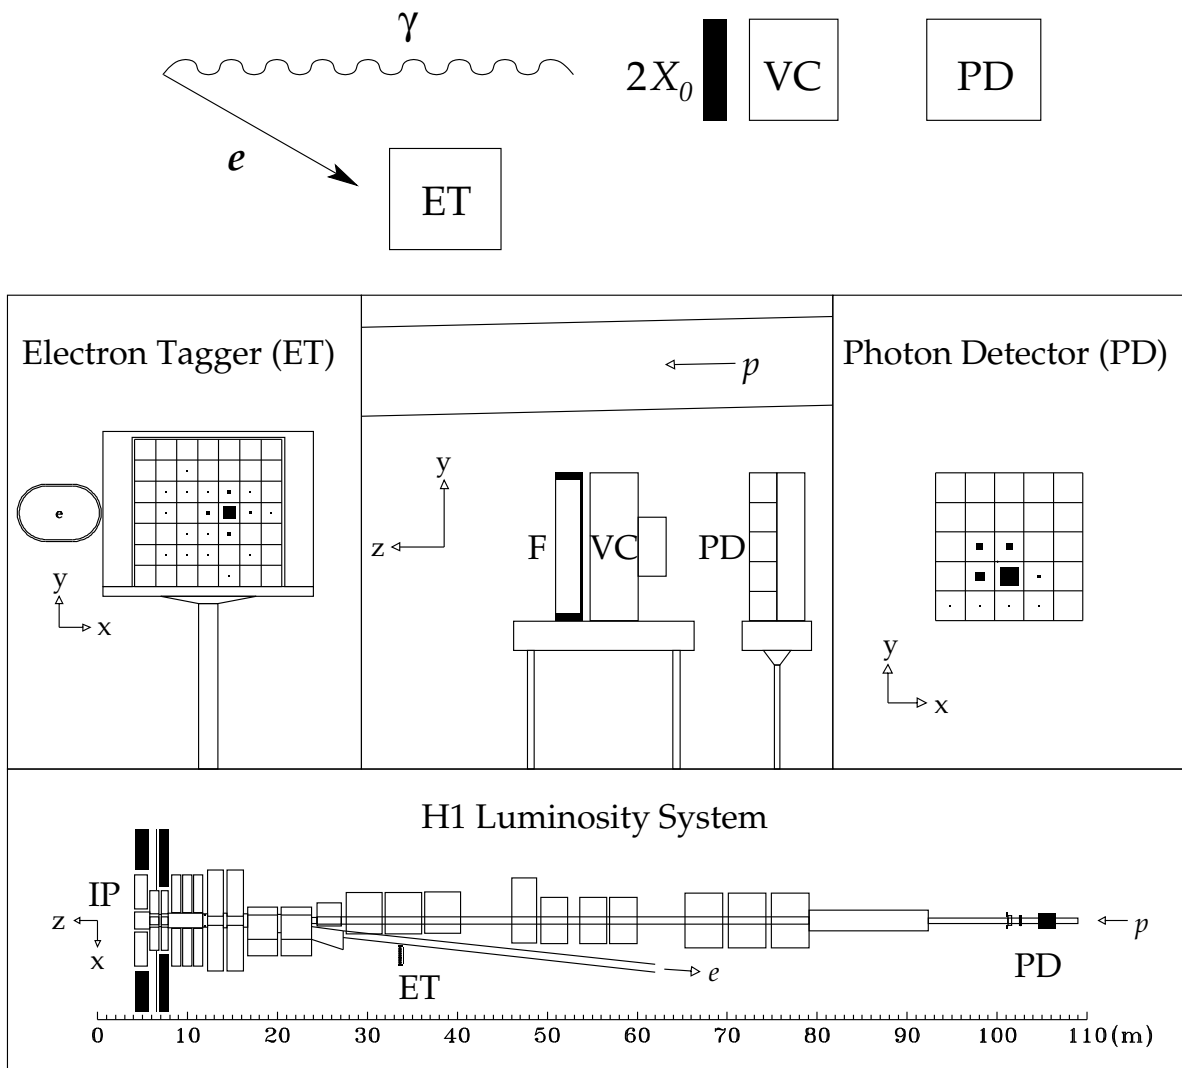 γ
2X₀ VC PD
e
ET
Electron Tagger (ET)
p
Photon Detector (PD)
y
e
z
F VC PD
y
x
y
x
H1 Luminosity System
IP
z
x
p
ET
e
PD
0 10 20 30 40 50 60 70 80 90 100 110 (m)